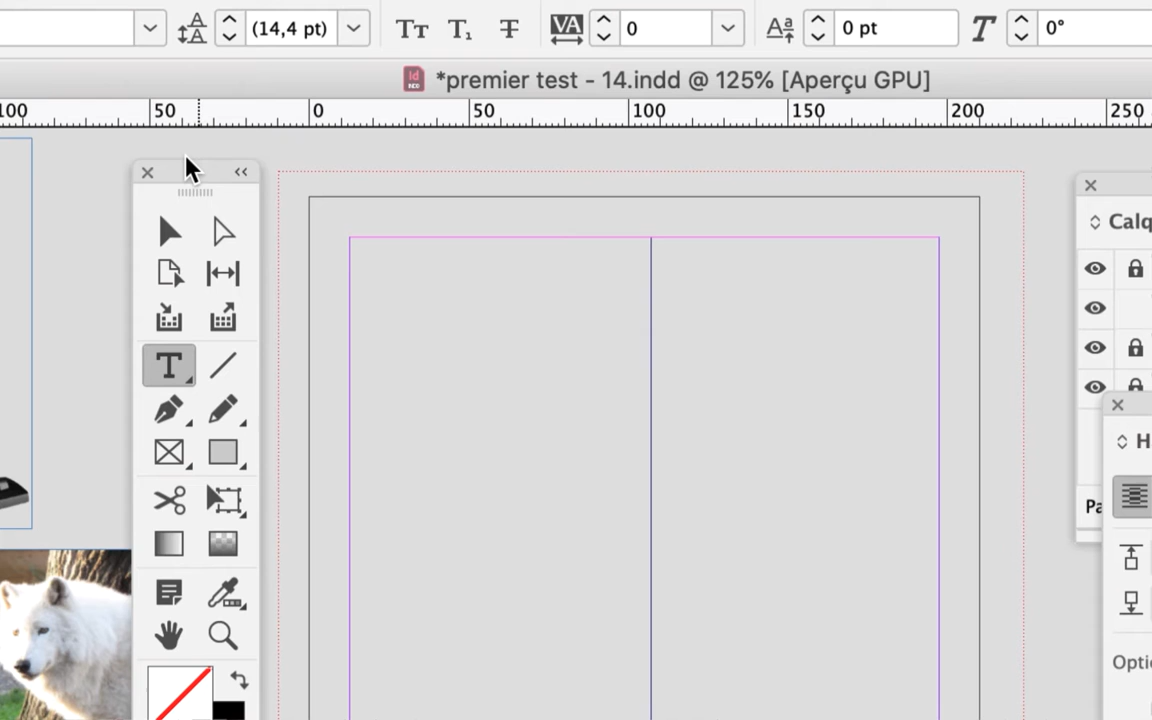 (14,4 pt) 0 0 pt 0°
*premier test - 14.indd @ 125% [Aperçu GPU]
100 50 0 50 100 150 200 250
Calq
H
Pa
Opti